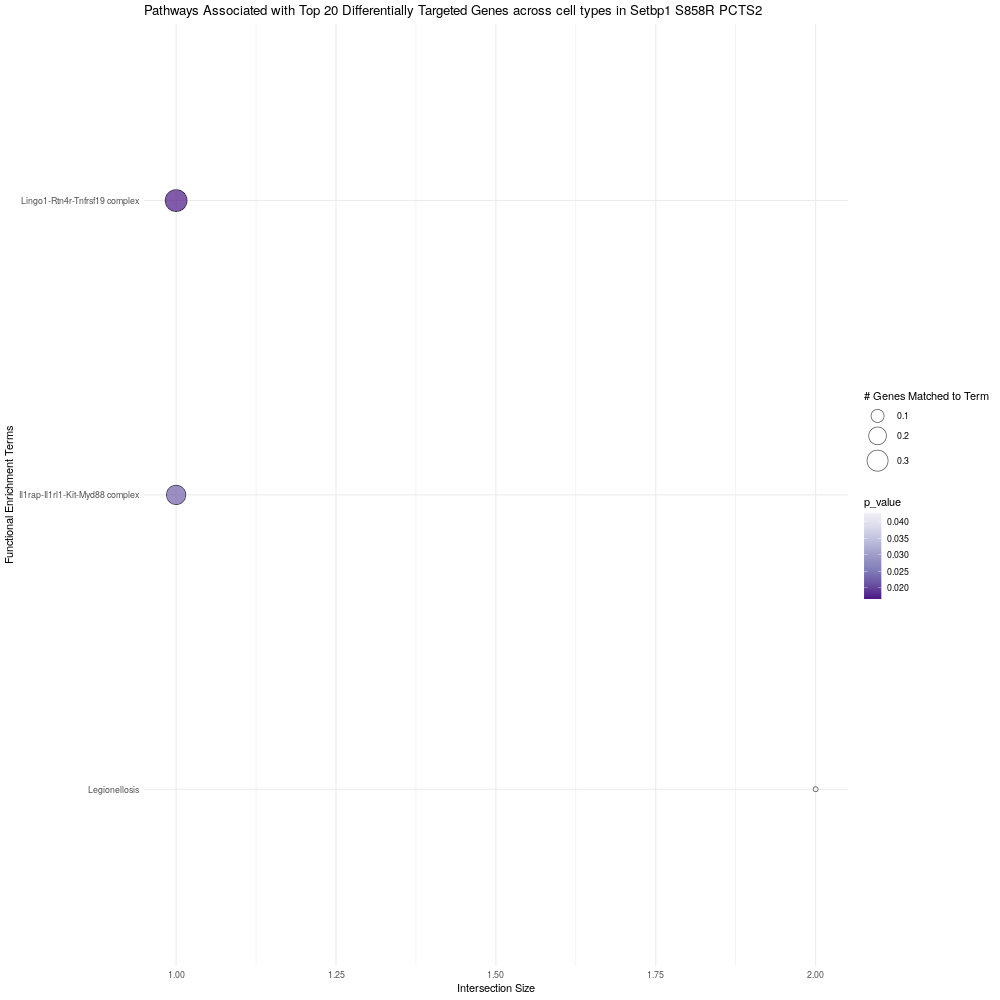 Pathways Associated with Top 20 Differentially Targeted Genes across cell types in Setbp1 S858R PCTS2
Functional Enrichment Terms
Lingo1-Rtn4r-Tnfrsf19 complex
Il1rap-Il1rl1-Kit-Myd88 complex
Legionellosis
1.00
1.25
1.50
1.75
2.00
Intersection Size
# Genes Matched to Term
0.1
0.2
0.3
p_value
0.040
0.035
0.030
0.025
0.020